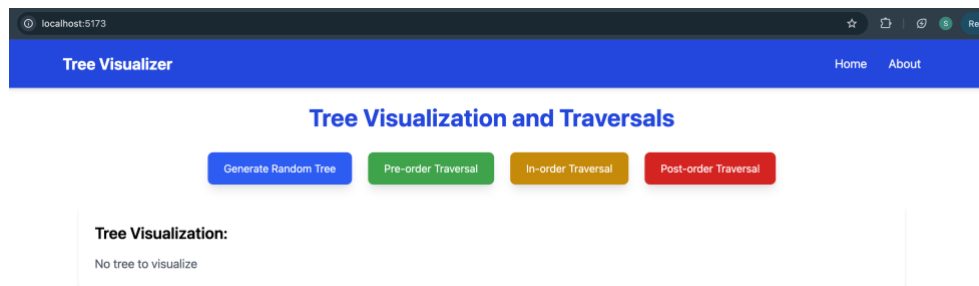 localhost:5173
S
Re
Tree Visualizer
Home About
Tree Visualization and Traversals
Generate Random Tree Pre-order Traversal In-order Traversal Post-order Traversal
Tree Visualization:
No tree to visualize